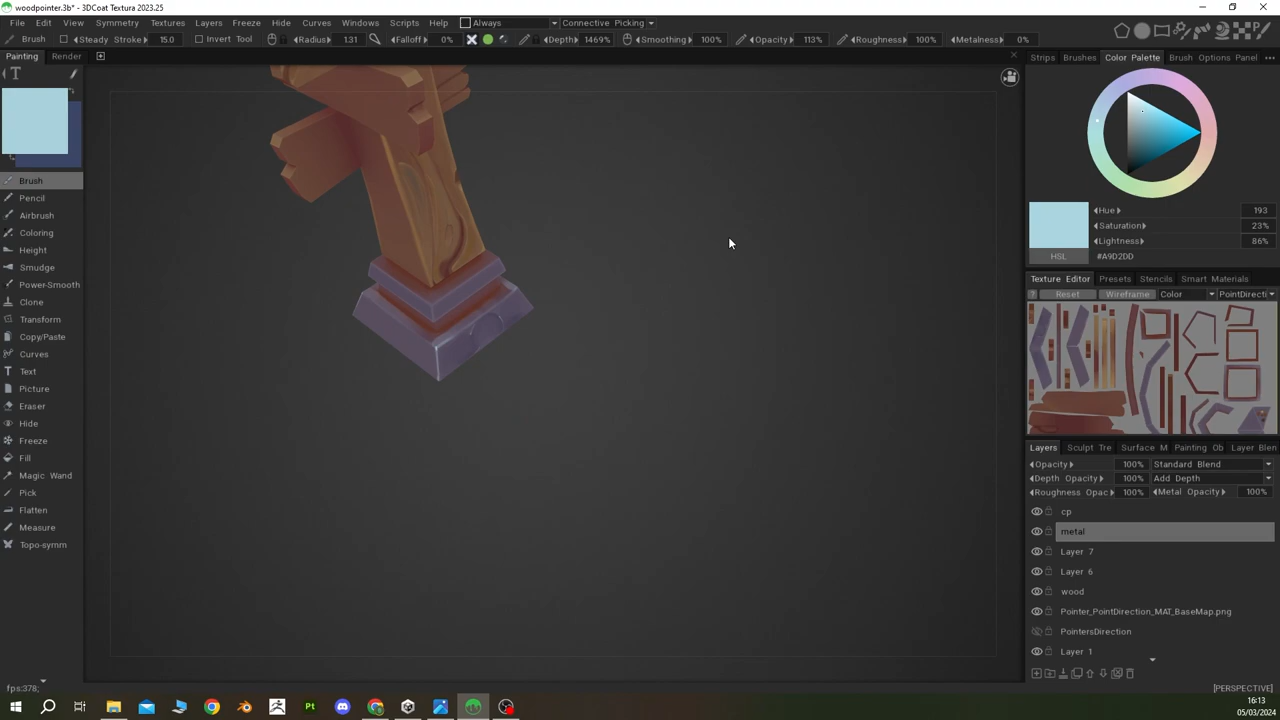 woodpointer.3b* - 3DCoat Textura 2023.25
File Edit View Symmetry Textures Layers Freeze Hide Curves Windows Scripts Help Always Connective Picking
Brush Steady Stroke 15.0 Invert Tool Radius 1.31 Falloff 0% Depth 1469% Smoothing 100% Opacity 113% Roughness 100% Metalness 0%
Painting Render
Strips Brushes Color Palette Brush Options Panel
T
Brush
Pencil
Airbrush
Coloring
Height
Smudge
Power-Smooth
Clone
Transform
Copy/Paste
Curves
Text
Picture
Eraser
Hide
Freeze
Fill
Magic Wand
Pick
Flatten
Measure
Topo-symm
Hue 193
Saturation 23%
Lightness 86%
HSL #A9D2DD
Texture Editor Presets Stencils Smart Materials
? Reset Wireframe Color PointDirecti
Layers Sculpt Tre Surface M Painting Ob Layer Blen
Opacity 100% Standard Blend
Depth Opacity 100% Add Depth
Roughness Opac 100% Metal Opacity 100%
cp
metal
Layer 7
Layer 6
wood
Pointer_PointDirection_MAT_BaseMap.png
PointersDirection
Layer 1
fps:378;
[PERSPECTIVE]
Pt
16:13
05/03/2024